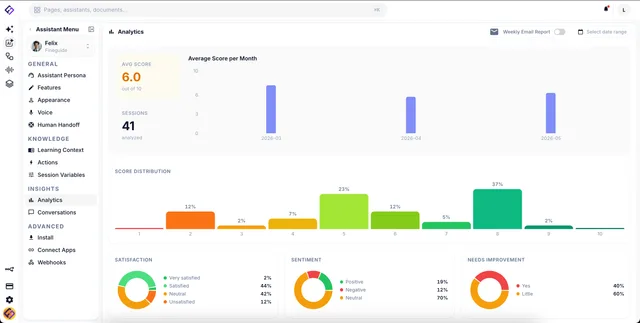 Pages, assistants, documents...
L
Assistant Menu
Felix
Fineguide
GENERAL
Assistant Persona
Features
Appearance
Voice
Human Handoff
KNOWLEDGE
Learning Context
Actions
Session Variables
INSIGHTS
Analytics
Conversations
ADVANCED
Install
Connect Apps
Webhooks
Analytics
Weekly Email Report
Select date range
AVG SCORE
6.0
out of 10
SESSIONS
41
analyzed
Average Score per Month
10
0
2026-03
2026-04
2026-05
SCORE DISTRIBUTION
12%
2%
7%
23%
12%
37%
2%
1
2
3
4
5
6
7
8
9
10
SATISFACTION
Very satisfied 2%
Satisfied 44%
Neutral 42%
Unsatisfied 12%
SENTIMENT
Positive 19%
Negative 12%
Neutral 70%
NEEDS IMPROVEMENT
Yes 40%
Little 60%